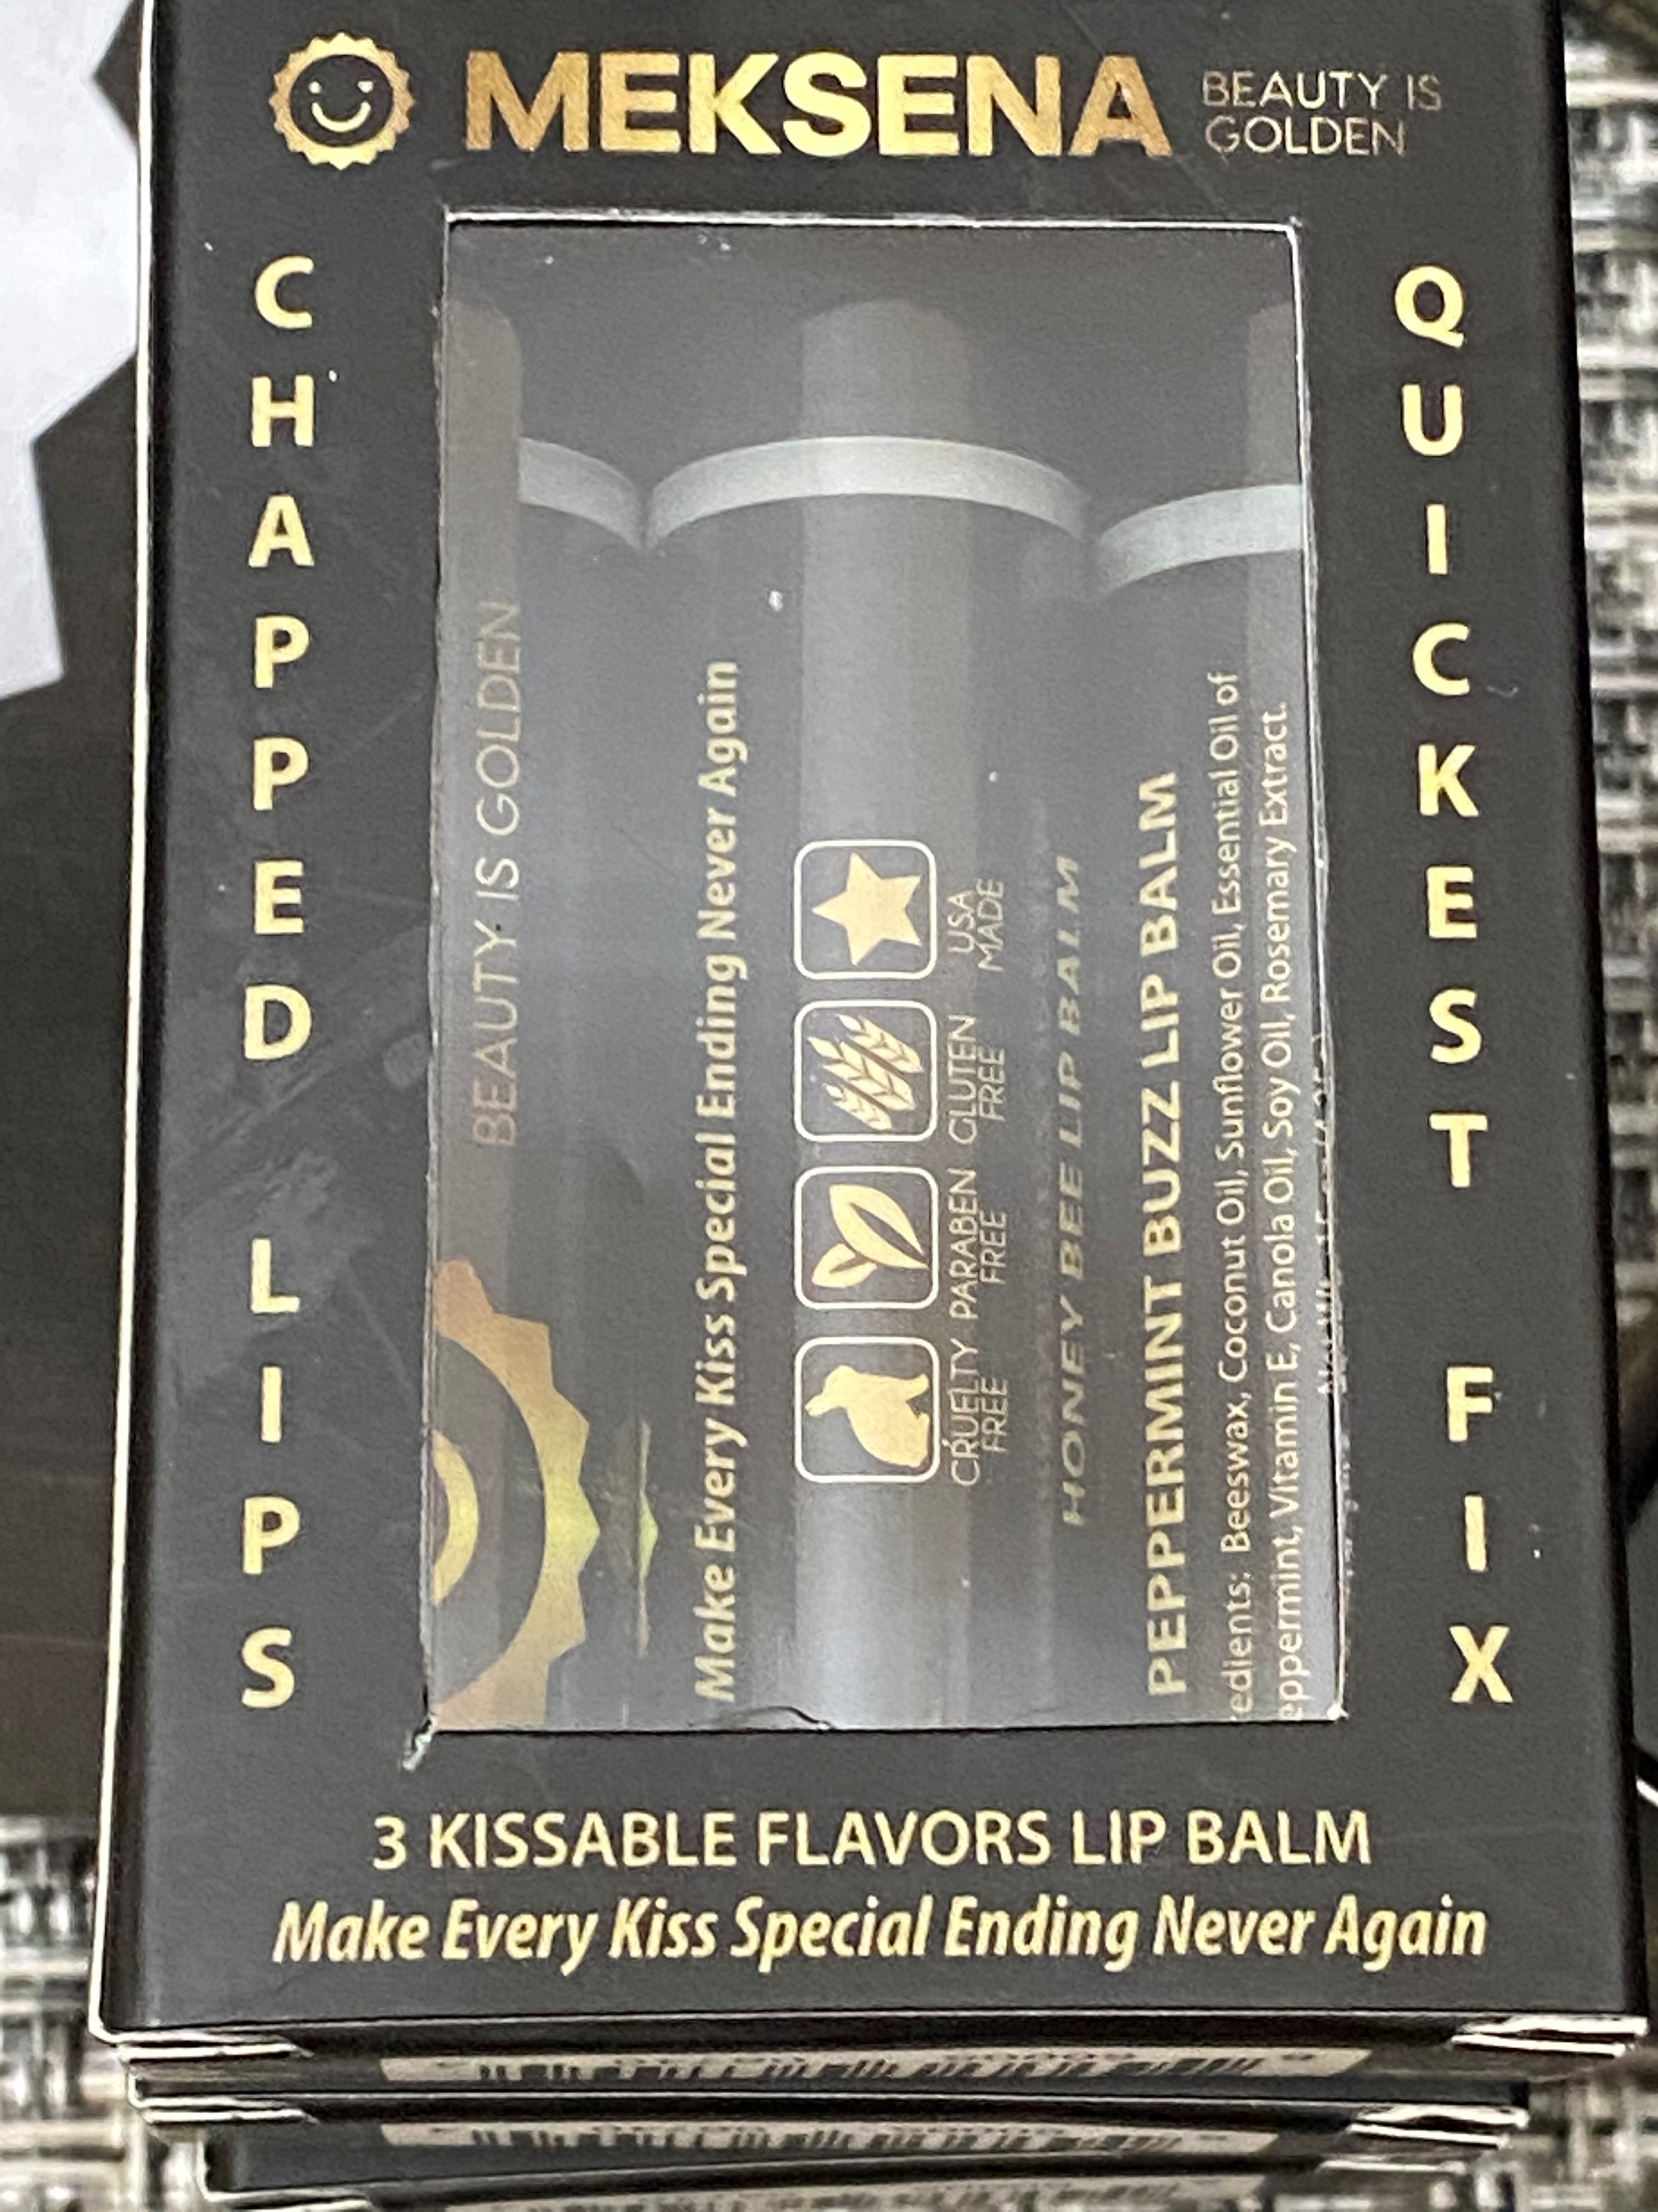 MEKSENA
BEAUTY IS
GOLDEN
CHAPPED LIPS
BEAUTY IS GOLDEN
Make Every Kiss Special Ending Never Again
CRUELTY FREE
PARABEN FREE
GLUTEN FREE
USA MADE
HONEY BEE LIP BALM
PEPPERMINT BUZZ LIP BALM
Beeswax, Coconut Oil, Sunflower Oil, Essential Oil of
Vitamin E, Canola Oil, Soy Oil, Rosemary Extract.
QUICKEST FIX
3 KISSABLE FLAVORS LIP BALM
Make Every Kiss Special Ending Never Again